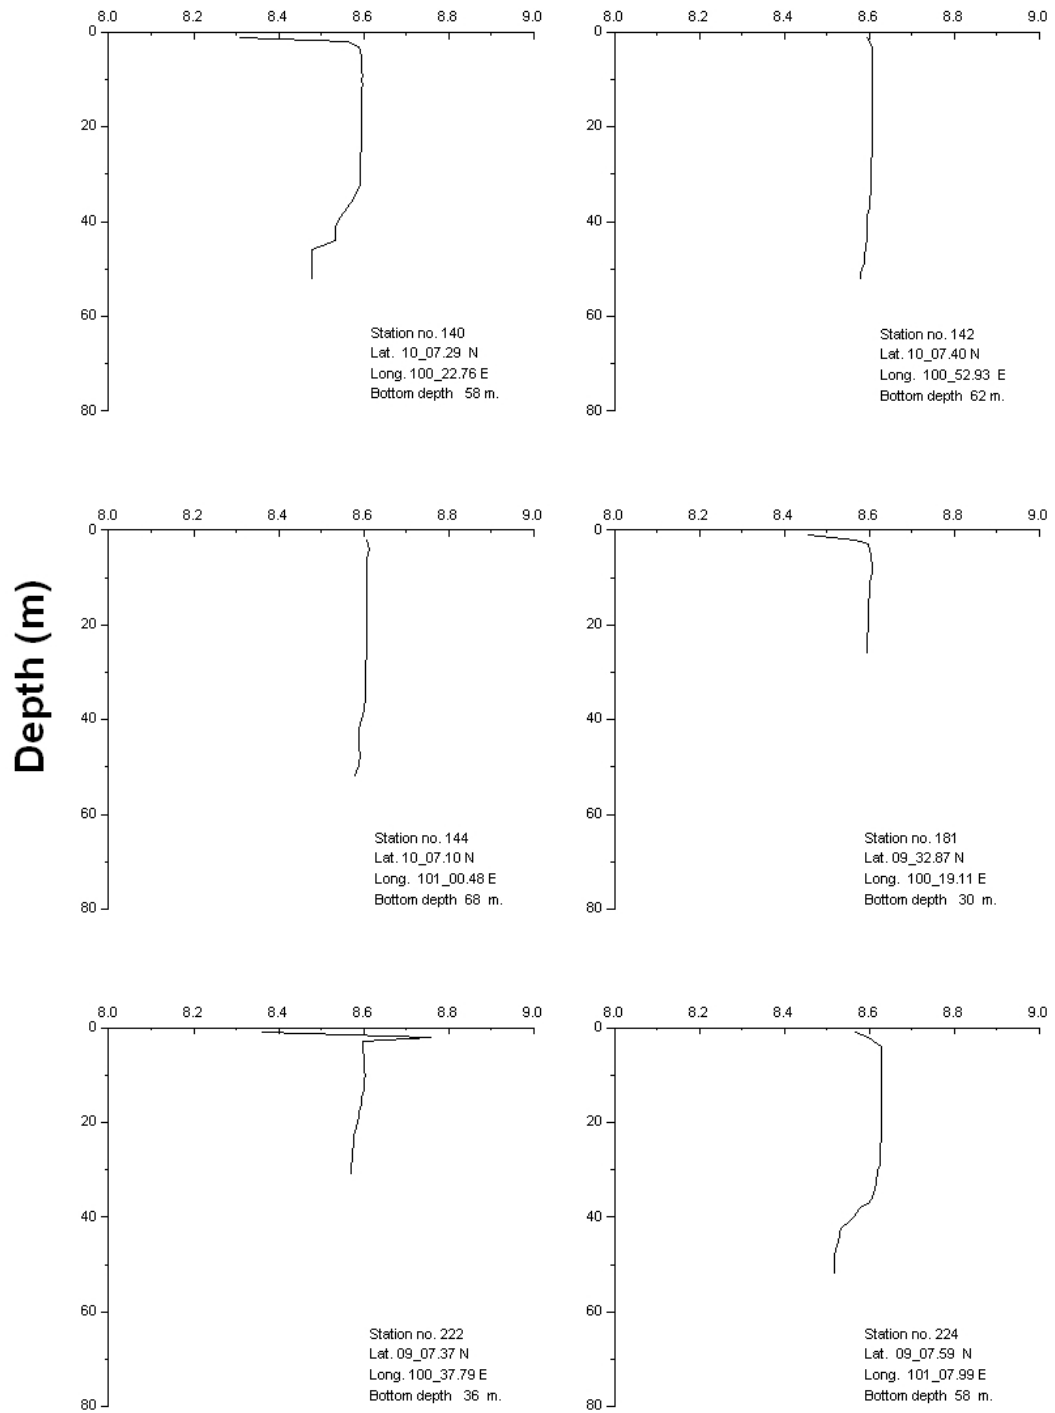 8.0 8.2 8.4 8.6 8.8 9.0
0
20
40
60
80
Station no. 140
Lat. 10_07.29 N
Long. 100_22.76 E
Bottom depth 58 m.
8.0 8.2 8.4 8.6 8.8 9.0
0
20
40
60
80
Station no. 142
Lat. 10_07.40 N
Long. 100_52.93 E
Bottom depth 62 m.
Depth (m)
8.0 8.2 8.4 8.6 8.8 9.0
0
20
40
60
80
Station no. 144
Lat. 10_07.10 N
Long. 101_00.48 E
Bottom depth 68 m.
8.0 8.2 8.4 8.6 8.8 9.0
0
20
40
60
80
Station no. 181
Lat. 09_32.87 N
Long. 100_19.11 E
Bottom depth 30 m.
8.0 8.2 8.4 8.6 8.8 9.0
0
20
40
60
80
Station no. 222
Lat. 09_07.37 N
Long. 100_37.79 E
Bottom depth 36 m.
8.0 8.2 8.4 8.6 8.8 9.0
0
20
40
60
80
Station no. 224
Lat. 09_07.59 N
Long. 101_07.99 E
Bottom depth 58 m.